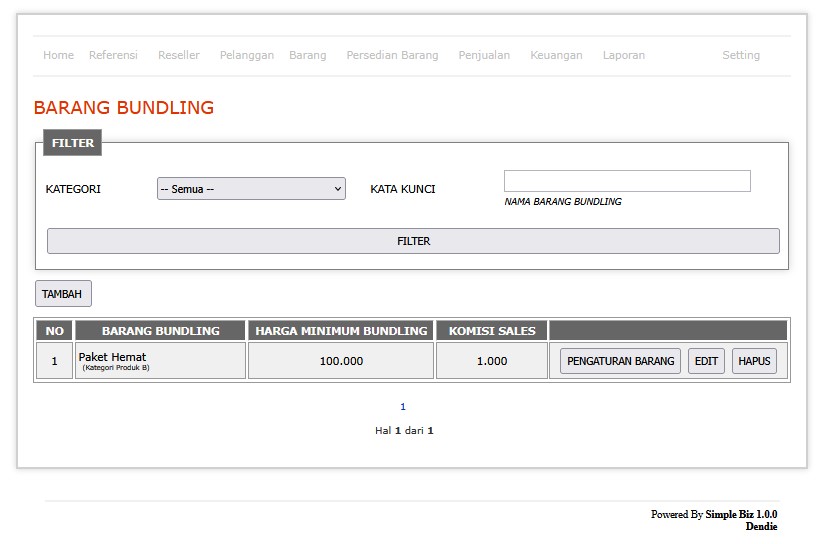 Home Referensi Reseller Pelanggan Barang Persedian Barang Penjualan Keuangan Laporan Setting
BARANG BUNDLING
FILTER
KATEGORI -- Semua -- KATA KUNCI
NAMA BARANG BUNDLING
FILTER
TAMBAH
NO BARANG BUNDLING HARGA MINIMUM BUNDLING KOMISI SALES
1 Paket Hemat 100.000 1.000 PENGATURAN BARANG EDIT HAPUS
(Kategori Produk B)
1
Hal 1 dari 1
Powered By Simple Biz 1.0.0
Dendie